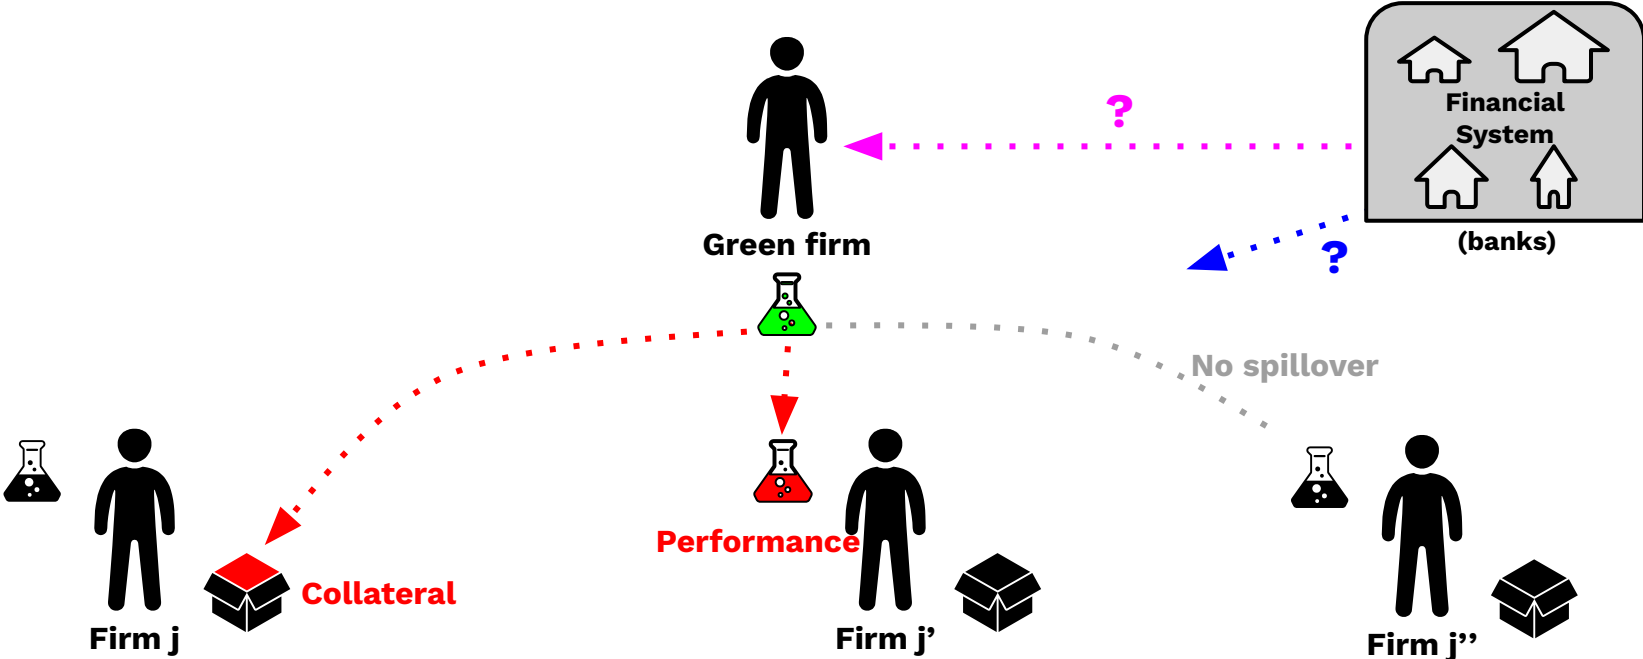 ?
Financial
System
Green firm
(banks)
?
No spillover
Performance
Collateral
Firm j
Firm j’
Firm j’’